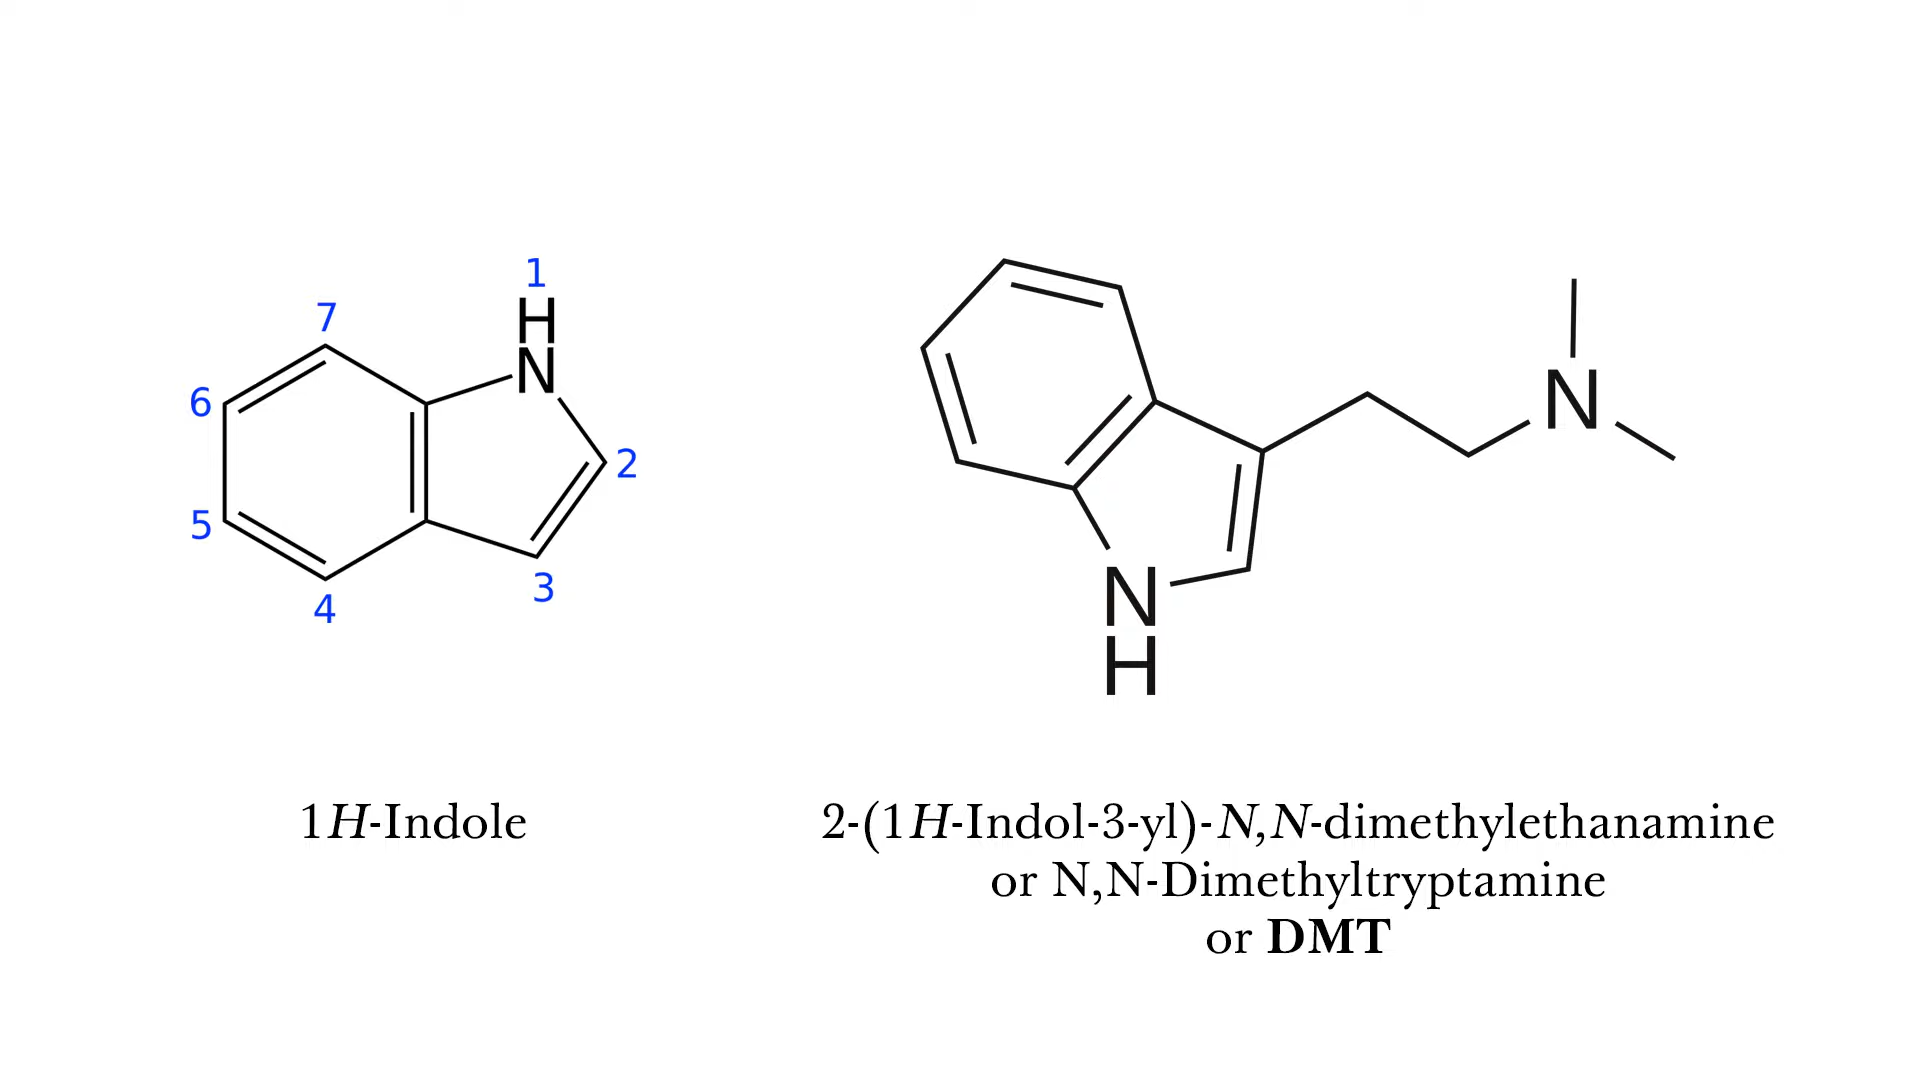 1
H
N
7
6
2
5
3
4
N
N
H
1H-Indole
2-(1H-Indol-3-yl)-N,N-dimethylethanamine
or N,N-Dimethyltryptamine
or DMT